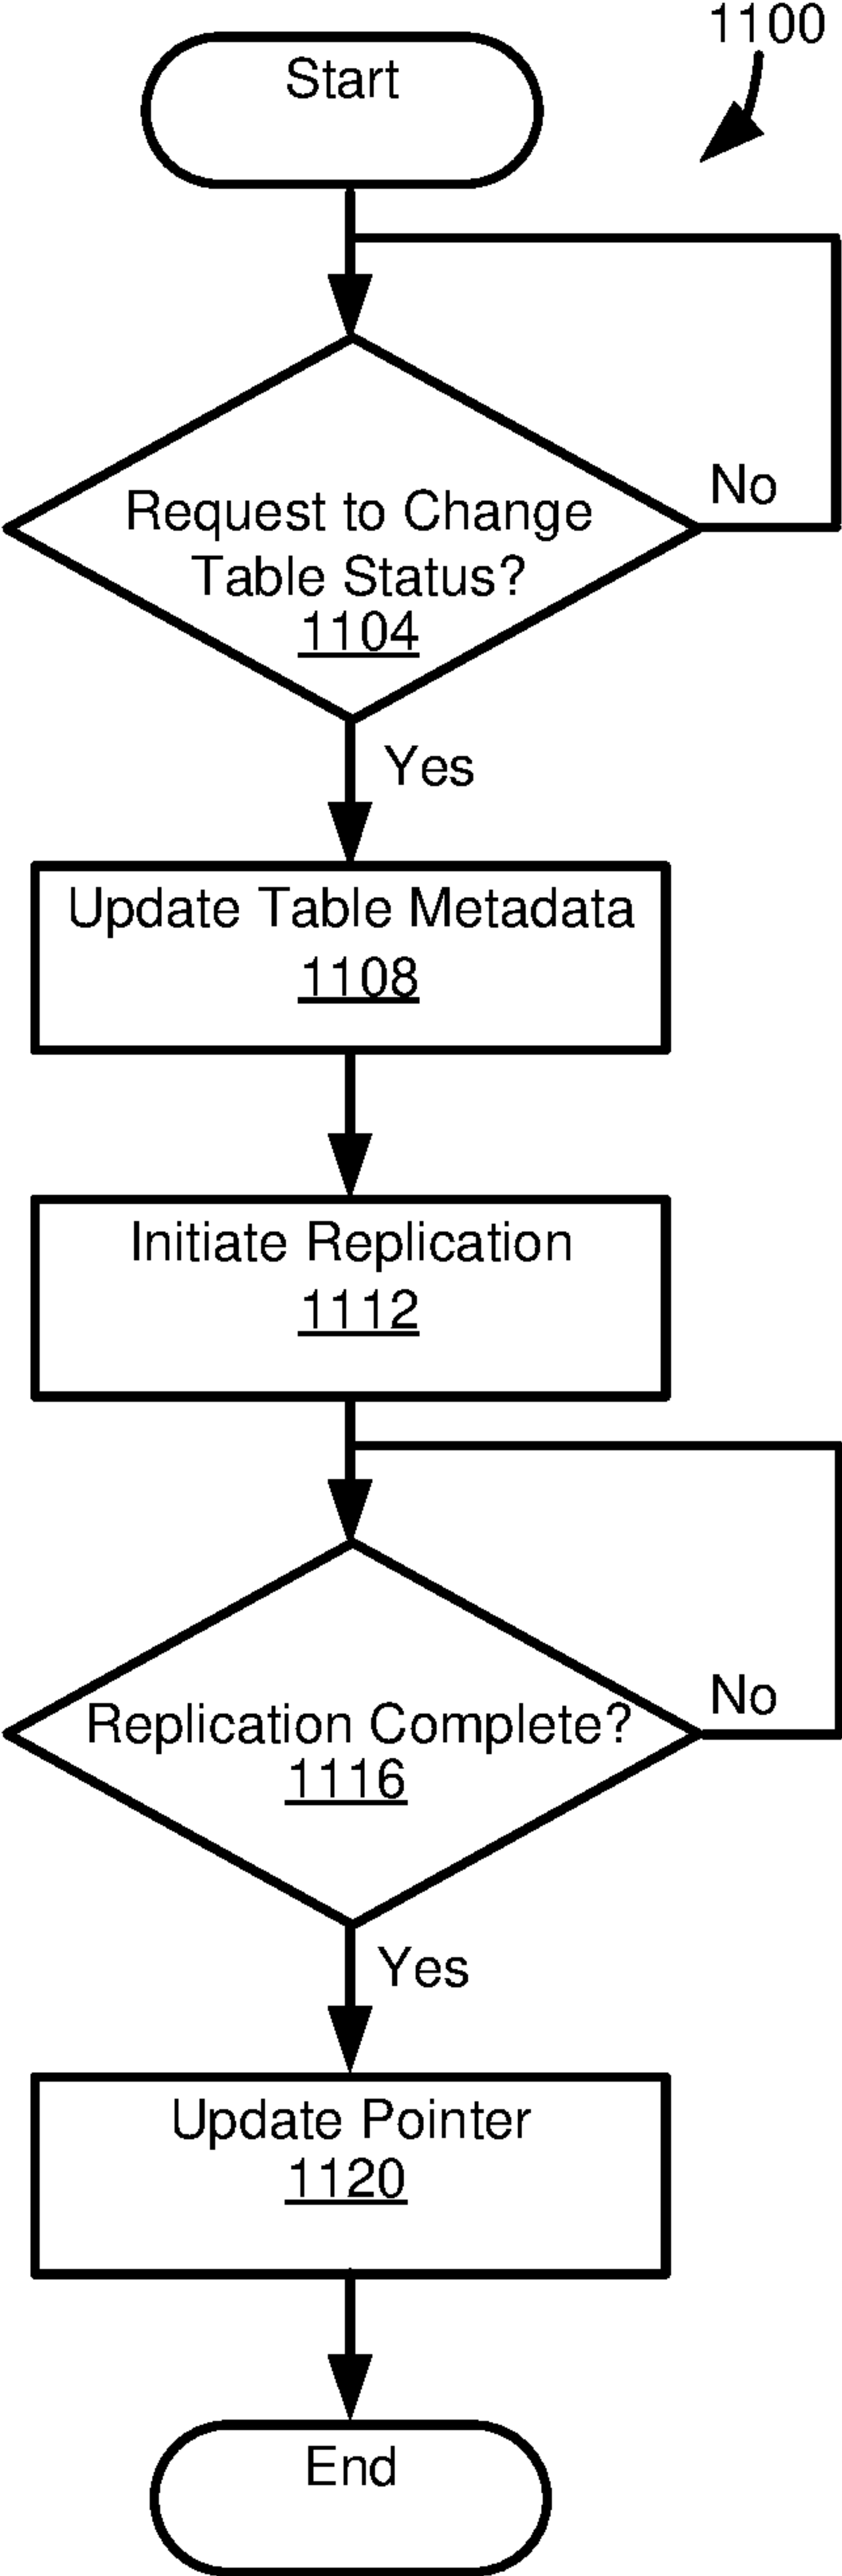 1100
Start
Request to Change
Table Status?
1104
No
Yes
Update Table Metadata
1108
Initiate Replication
1112
Replication Complete?
1116
No
Yes
Update Pointer
1120
End